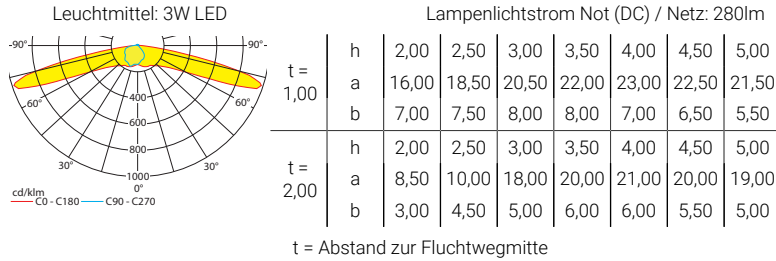 Leuchtmittel: 3W LED
Lampenlichtstrom Not (DC) / Netz: 280lm
-90° 90°-
-60° 60°
400
600
800
1000
30° 30°
0°
cd/klm
C0 - C180 C90 - C270
t = 1,00
h 2,00 2,50 3,00 3,50 4,00 4,50 5,00
a 16,00 18,50 20,50 22,00 23,00 22,50 21,50
b 7,00 7,50 8,00 8,00 7,00 6,50 5,50
t = 2,00
h 2,00 2,50 3,00 3,50 4,00 4,50 5,00
a 8,50 10,00 18,00 20,00 21,00 20,00 19,00
b 3,00 4,50 5,00 6,00 6,00 5,50 5,00
t = Abstand zur Fluchtwegmitte